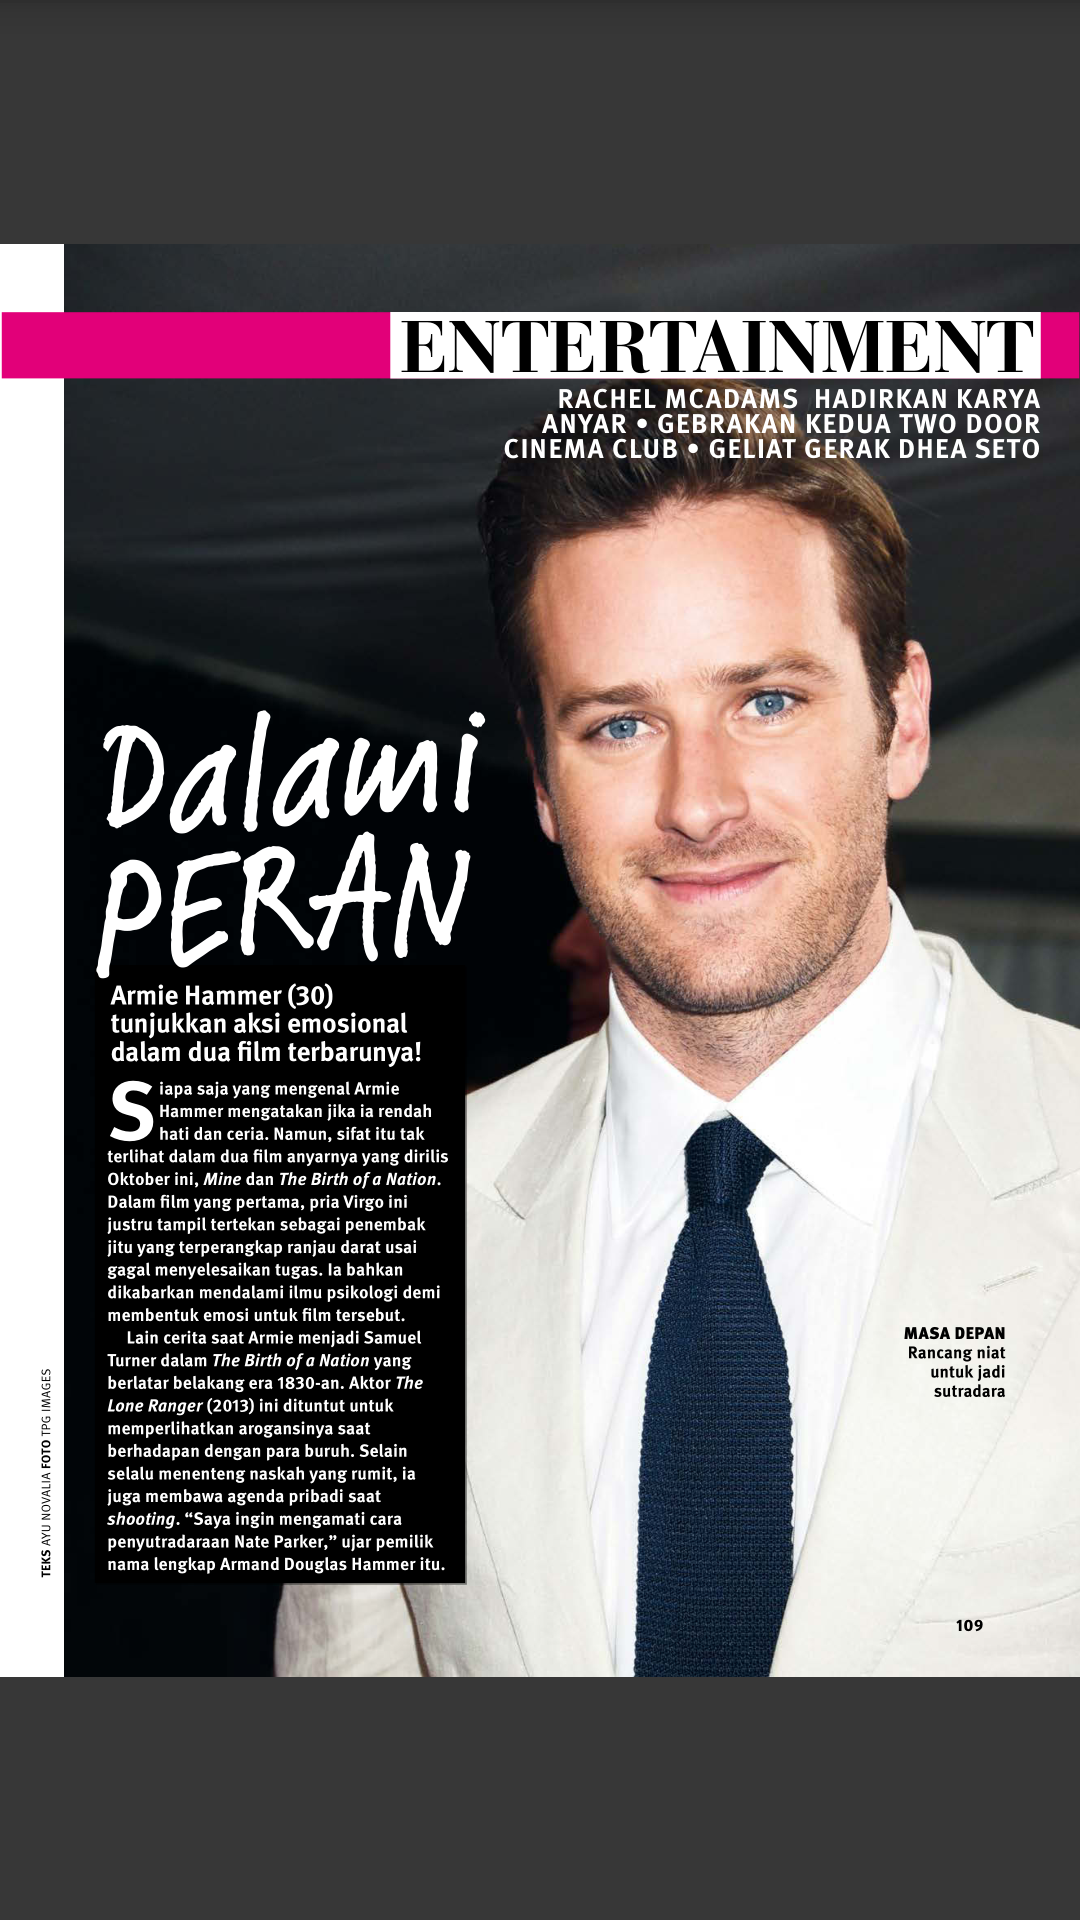 ENTERTAINMENT
RACHEL MCADAMS HADIRKAN KARYA
ANYAR • GEBRAKAN KEDUA TWO DOOR
CINEMA CLUB • GELIAT GERAK DHEA SETO
Dalami
PERAN
Armie Hammer (30)
tunjukkan aksi emosional
dalam dua film terbarunya!
Siapa saja yang mengenal Armie
Hammer mengatakan jika ia rendah
hati dan ceria. Namun, sifat itu tak
terlihat dalam dua film anyarnya yang dirilis
Oktober ini, Mine dan The Birth of a Nation.
Dalam film yang pertama, pria Virgo ini
justru tampil tertekan sebagai penembak
jitu yang terperangkap ranjau darat usai
gagal menyelesaikan tugas. Ia bahkan
dikabarkan mendalami ilmu psikologi demi
membentuk emosi untuk film tersebut.
Lain cerita saat Armie menjadi Samuel
Turner dalam The Birth of a Nation yang
berlatar belakang era 1830-an. Aktor The
Lone Ranger (2013) ini dituntut untuk
memperlihatkan arogansinya saat
berhadapan dengan para buruh. Selain
selalu menenteng naskah yang rumit, ia
juga membawa agenda pribadi saat
shooting. “Saya ingin mengamati cara
penyutradaraan Nate Parker,” ujar pemilik
nama lengkap Armand Douglas Hammer itu.
MASA DEPAN
Rancang niat
untuk jadi
sutradara
TEKS AYU NOVALIA FOTO TPG IMAGES
109